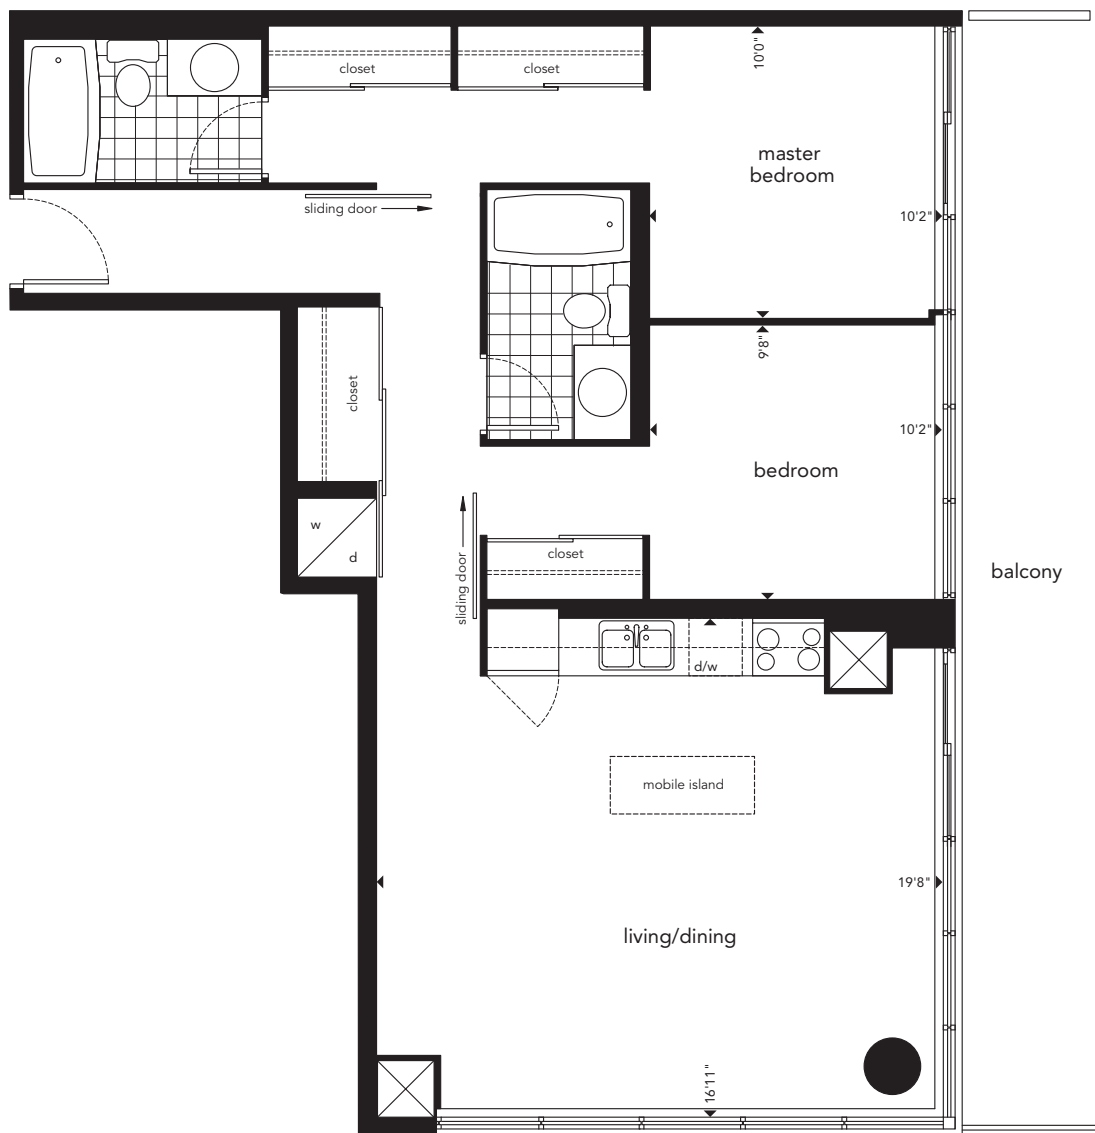 closet
closet
10'0"
master
bedroom
10'2"
sliding door
9'8"
closet
10'2"
bedroom
w
d
sliding door
closet
balcony
d/w
mobile island
19'8"
living/dining
16'11"